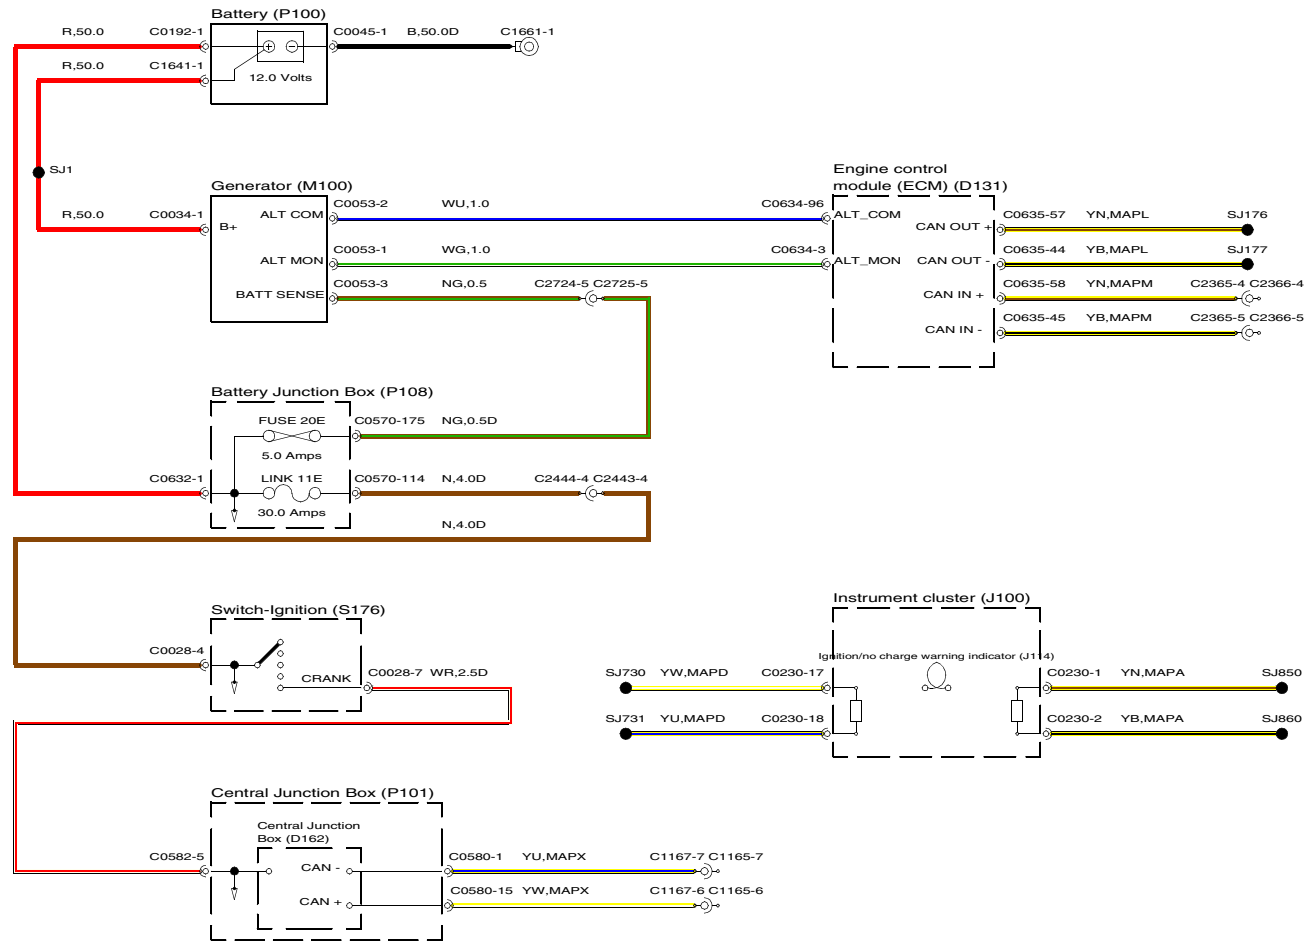 Battery (P100)
R,50.0 C0192-1 C0045-1 B,50.0D C1661-1
R,50.0 C1641-1
12.0 Volts
SJ1
Generator (M100)
R,50.0 C0034-1
B+
ALT COM
ALT MON
BATT SENSE
C0053-2 WU,1.0 C0634-96
C0053-1 WG,1.0 C0634-3
C0053-3 NG,0.5 C2724-5 C2725-5
Engine control
module (ECM) (D131)
ALT_COM
ALT_MON
CAN OUT +
CAN OUT -
CAN IN +
CAN IN -
C0635-57 YN,MAPL SJ176
C0635-44 YB,MAPL SJ177
C0635-58 YN,MAPM C2365-4 C2366-4
C0635-45 YB,MAPM C2365-5 C2366-5
Battery Junction Box (P108)
FUSE 20E
5.0 Amps
C0570-175 NG,0.5D
C0632-1
LINK 11E
30.0 Amps
C0570-114 N,4.0D C2444-4 C2443-4
N,4.0D
Switch-Ignition (S176)
C0028-4
CRANK
C0028-7 WR,2.5D
Instrument cluster (J100)
Ignition/no charge warning indicator (J114)
SJ730 YW,MAPD C0230-17
SJ731 YU,MAPD C0230-18
C0230-1 YN,MAPA SJ850
C0230-2 YB,MAPA SJ860
Central Junction Box (P101)
Central Junction
Box (D162)
C0582-5
CAN -
CAN +
C0580-1 YU,MAPX C1167-7 C1165-7
C0580-15 YW,MAPX C1167-6 C1165-6